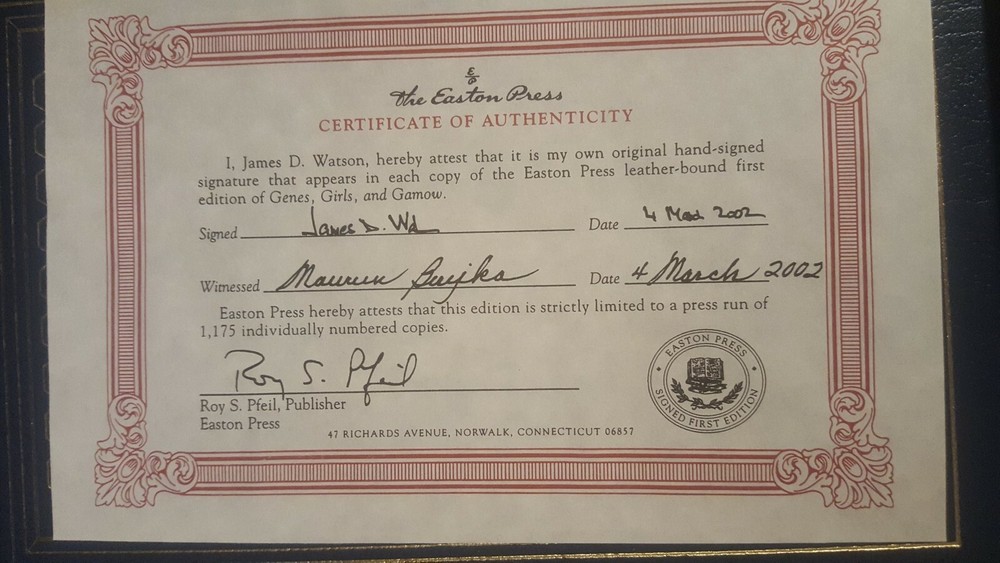 EP
The Easton Press
CERTIFICATE OF AUTHENTICITY
I, James D. Watson, hereby attest that it is my own original hand-signed
signature that appears in each copy of the Easton Press leather-bound first
edition of Genes, Girls, and Gamow.
Signed James D. Wa Date 4 Mar 2002
Witnessed Date 4 March 2002
Easton Press hereby attests that this edition is strictly limited to a press run of
1,175 individually numbered copies.
Roy S. Pfeil
Roy S. Pfeil, Publisher
Easton Press
47 RICHARDS AVENUE, NORWALK, CONNECTICUT 06857
EASTON PRESS
SIGNED FIRST EDITION